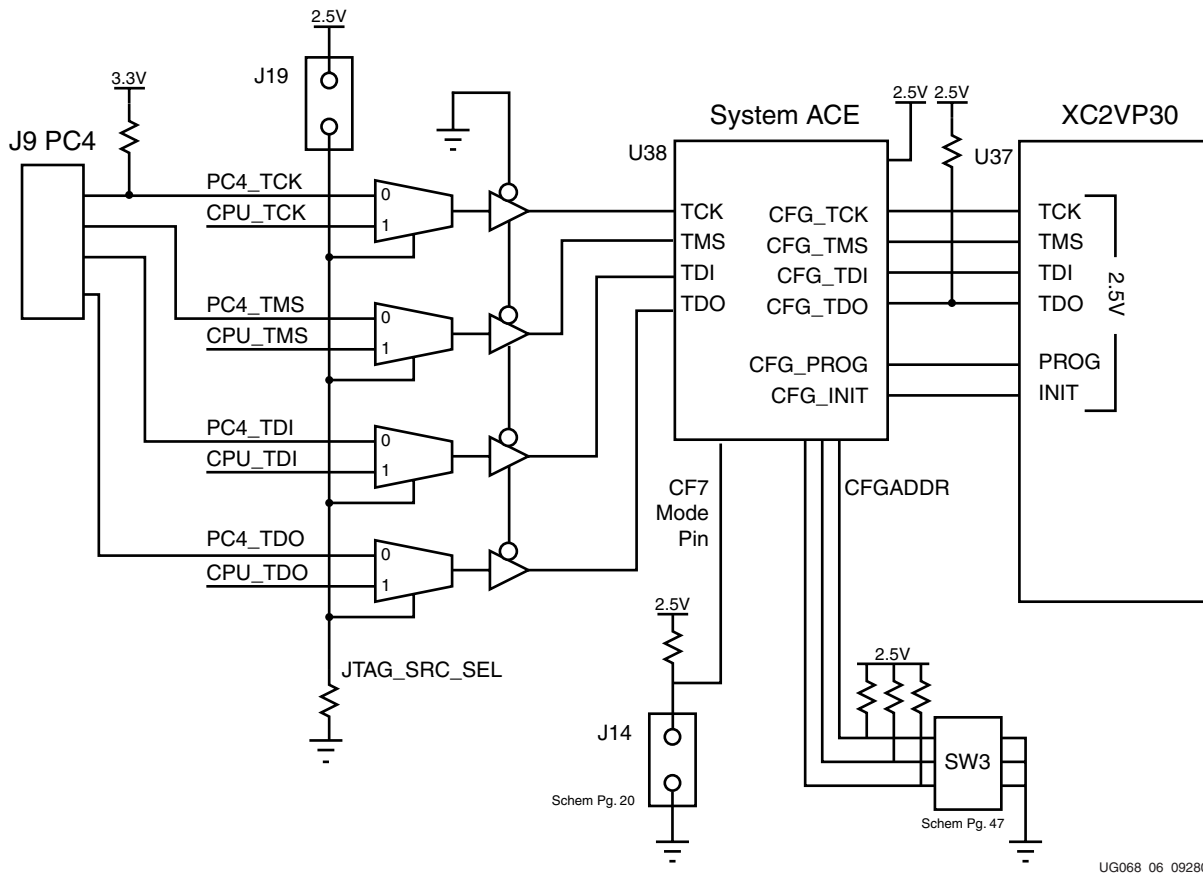 2.5V
J19
3.3V
J9 PC4
PC4_TCK
CPU_TCK
0
1
PC4_TMS
CPU_TMS
0
1
PC4_TDI
CPU_TDI
0
1
PC4_TDO
CPU_TDO
0
1
JTAG_SRC_SEL
System ACE
U38
2.5V
2.5V
TCK
TMS
TDI
TDO
CFG_TCK
CFG_TMS
CFG_TDI
CFG_TDO
CFG_PROG
CFG_INIT
XC2VP30
U37
TCK
TMS
TDI
TDO
2.5V
PROG
INIT
CF7
Mode
Pin
CFGADDR
2.5V
J14
Schem Pg. 20
2.5V
SW3
Schem Pg. 47
UG068_06_09280